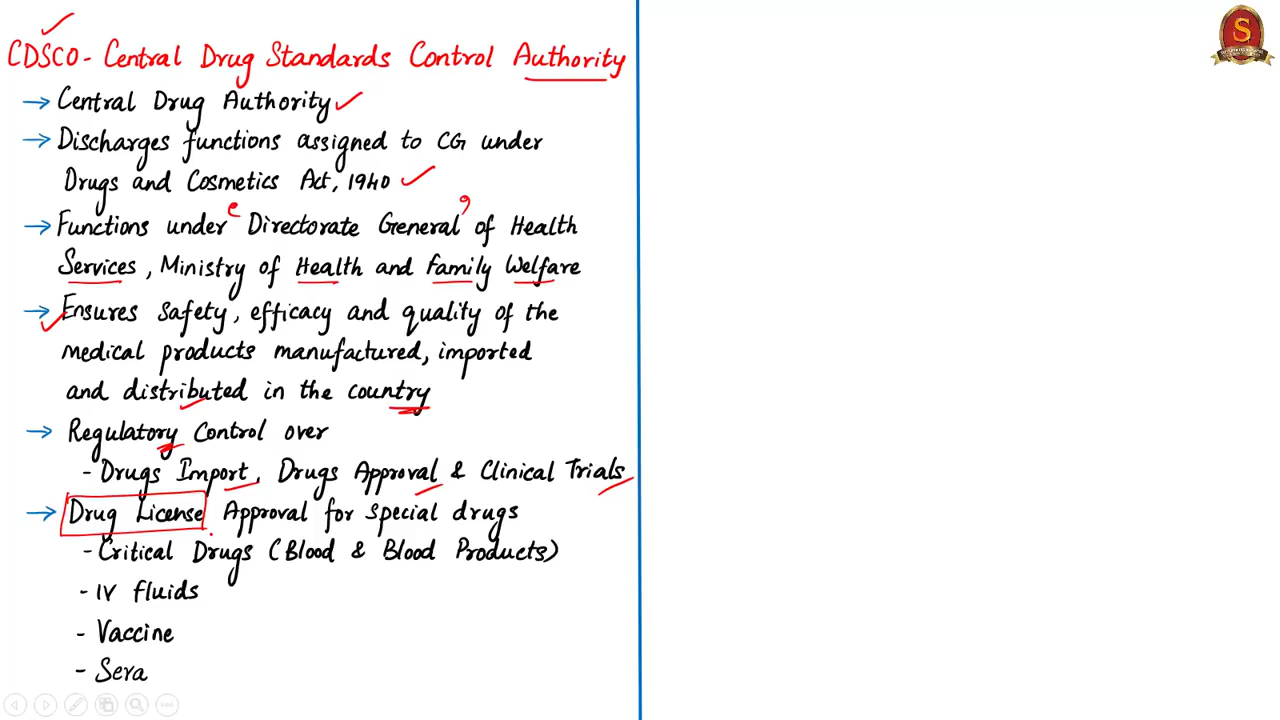 CDSCO - Central Drug Standards Control Authority
→ Central Drug Authority
→ Discharges functions assigned to CG under
Drugs and Cosmetics Act, 1940
→ Functions under Directorate General of Health
Services, Ministry of Health and Family Welfare
→ Ensures safety, efficacy and quality of the
medical products manufactured, imported
and distributed in the country
→ Regulatory Control over
- Drugs Import, Drugs Approval & Clinical Trials
→ Drug License Approval for special drugs
- Critical Drugs (Blood & Blood Products)
- IV fluids
- Vaccine
- Sera
S